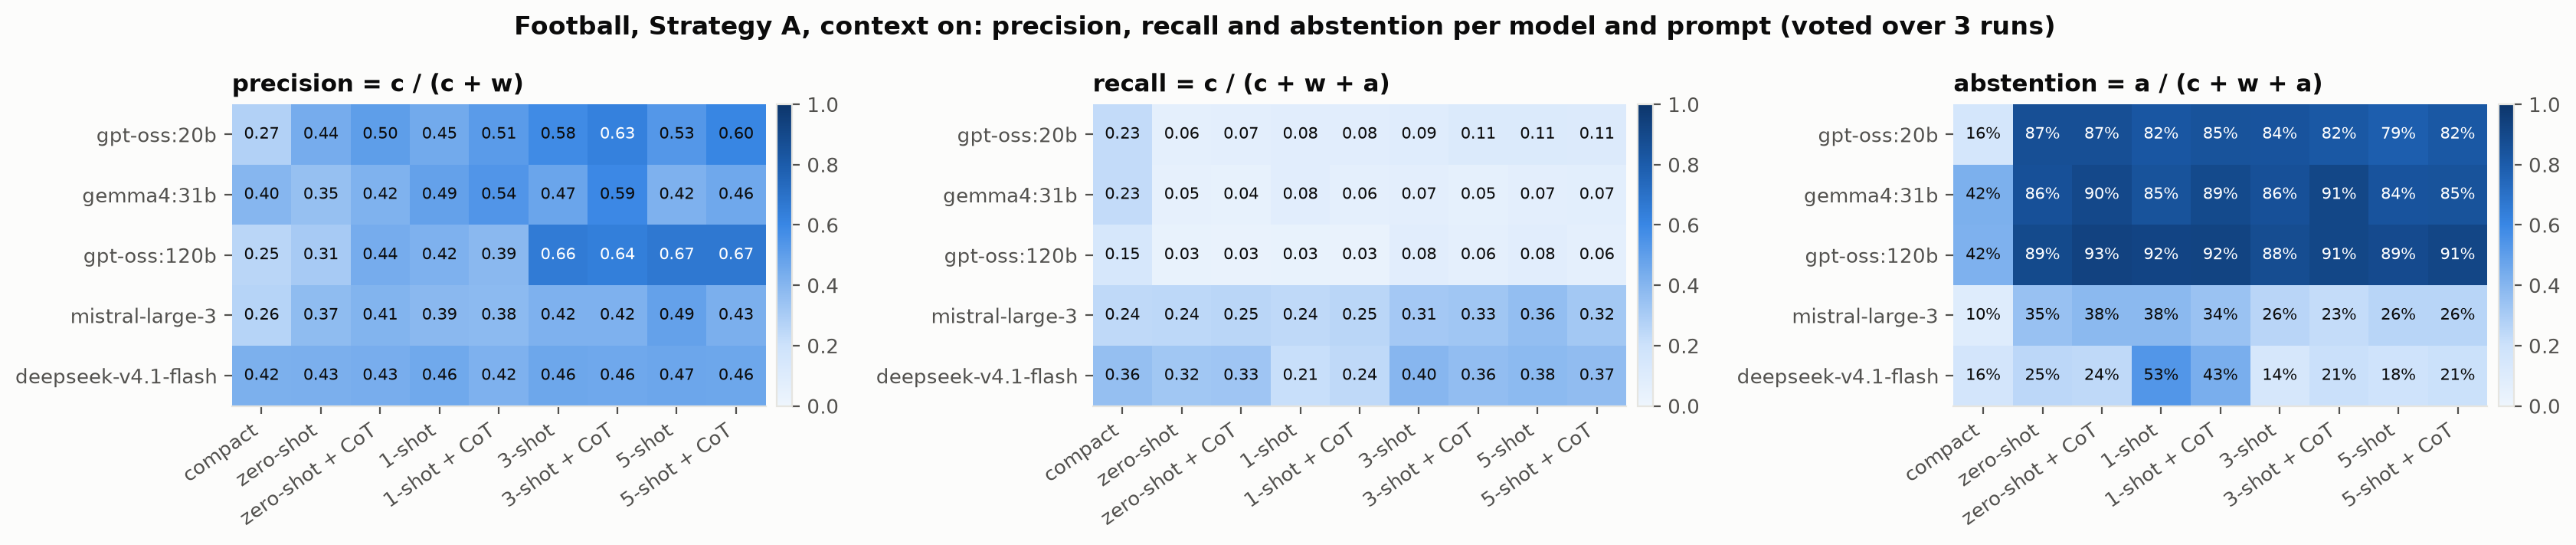 Football, Strategy A, context on: precision, recall and abstention per model and prompt (voted over 3 runs)
precision = c / (c + w)
gpt-oss:20b 0.27 0.44 0.50 0.45 0.51 0.58 0.63 0.53 0.60
gemma4:31b 0.40 0.35 0.42 0.49 0.54 0.47 0.59 0.42 0.46
gpt-oss:120b 0.25 0.31 0.44 0.42 0.39 0.66 0.64 0.67 0.67
mistral-large-3 0.26 0.37 0.41 0.39 0.38 0.42 0.42 0.49 0.43
deepseek-v4.1-flash 0.42 0.43 0.43 0.46 0.42 0.46 0.46 0.47 0.46
compact
zero-shot
zero-shot + CoT
1-shot
1-shot + CoT
3-shot
3-shot + CoT
5-shot
5-shot + CoT
1.0
0.8
0.6
0.4
0.2
0.0
recall = c / (c + w + a)
gpt-oss:20b 0.23 0.06 0.07 0.08 0.08 0.09 0.11 0.11 0.11
gemma4:31b 0.23 0.05 0.04 0.08 0.06 0.07 0.05 0.07 0.07
gpt-oss:120b 0.15 0.03 0.03 0.03 0.03 0.08 0.06 0.08 0.06
mistral-large-3 0.24 0.24 0.25 0.24 0.25 0.31 0.33 0.36 0.32
deepseek-v4.1-flash 0.36 0.32 0.33 0.21 0.24 0.40 0.36 0.38 0.37
compact
zero-shot
zero-shot + CoT
1-shot
1-shot + CoT
3-shot
3-shot + CoT
5-shot
5-shot + CoT
1.0
0.8
0.6
0.4
0.2
0.0
abstention = a / (c + w + a)
gpt-oss:20b 16% 87% 87% 82% 85% 84% 82% 79% 82%
gemma4:31b 42% 86% 90% 85% 89% 86% 91% 84% 85%
gpt-oss:120b 42% 89% 93% 92% 92% 88% 91% 89% 91%
mistral-large-3 10% 35% 38% 38% 34% 26% 23% 26% 26%
deepseek-v4.1-flash 16% 25% 24% 53% 43% 14% 21% 18% 21%
compact
zero-shot
zero-shot + CoT
1-shot
1-shot + CoT
3-shot
3-shot + CoT
5-shot
5-shot + CoT
1.0
0.8
0.6
0.4
0.2
0.0